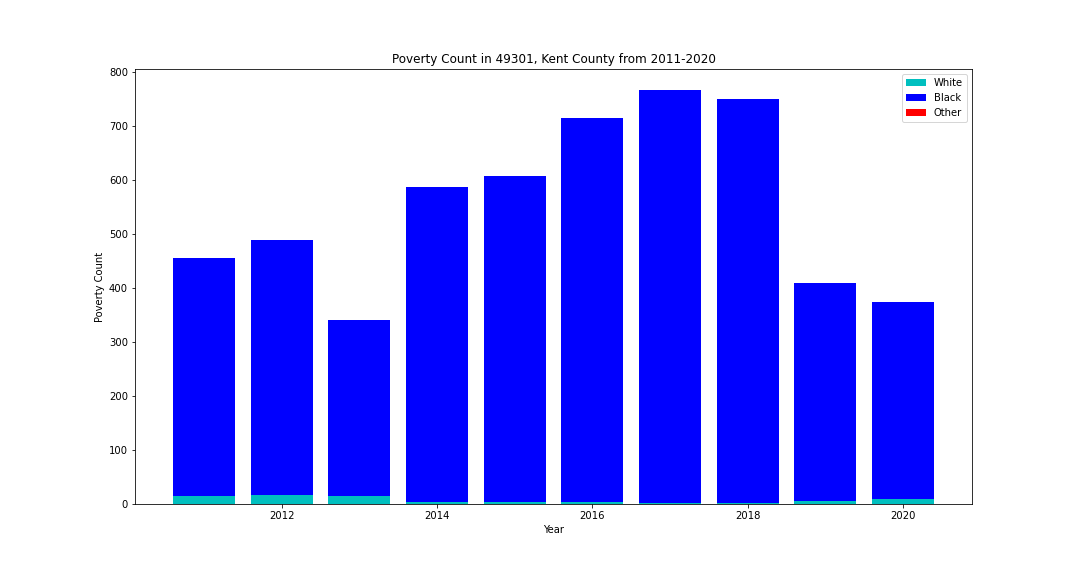 Poverty Count in 49301, Kent County from 2011-2020
White
Black
Other
800
700
600
500
400
300
200
100
0
Poverty Count
2012 2014 2016 2018 2020
Year